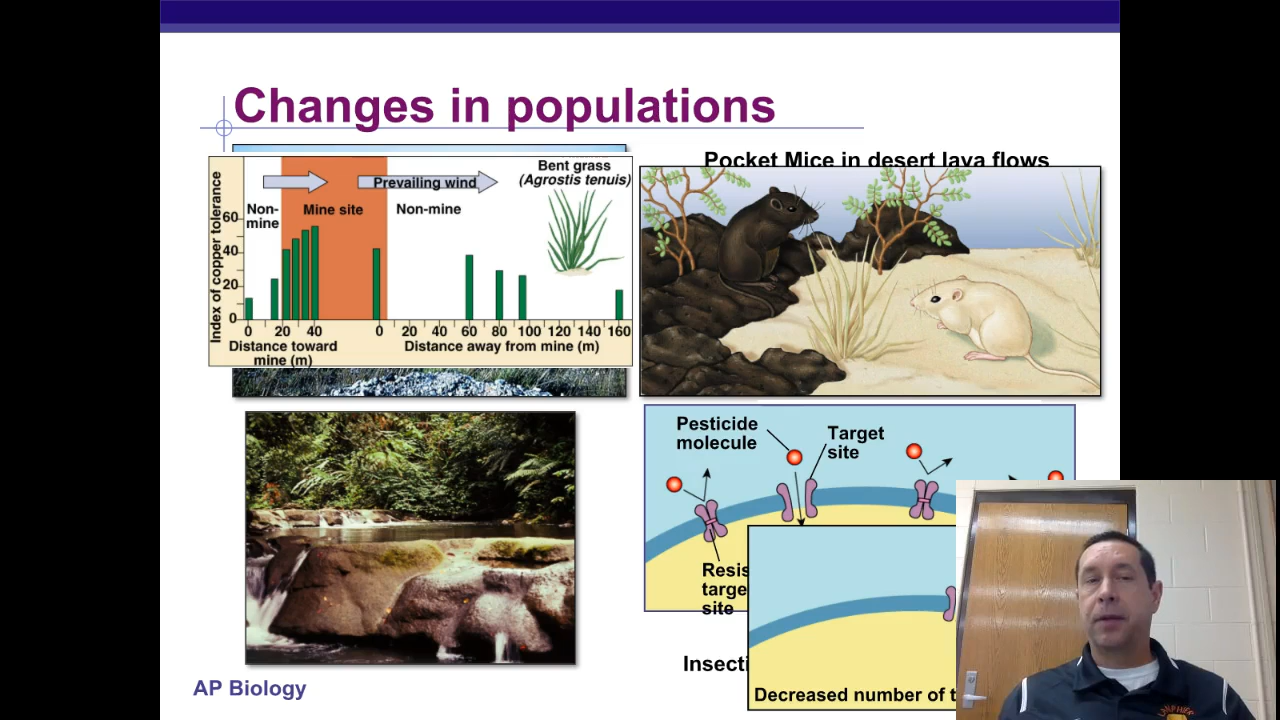 Changes in populations
Pocket Mice in desert lava flows
Index of copper tolerance
60
40
20
0
Prevailing wind
Non-
mine
Mine site
Non-mine
Bent grass
(Agrostis tenuis)
0 20 40 0 20 40 60 80 100 120 140 160
Distance toward
mine (m)
Distance away from mine (m)
Pesticide
molecule
Target
site
Resis
targe
site
Insecti
Decreased number of t
AP Biology